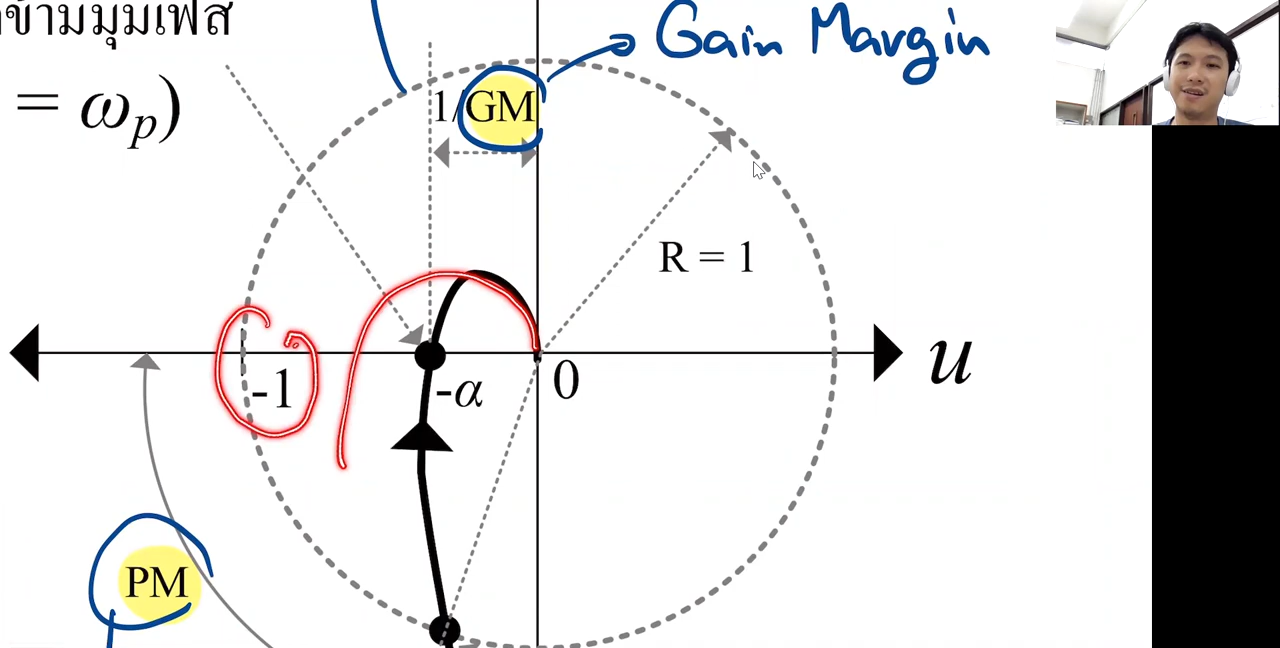 ข้ามมุมเฟส
Gain Margin
= ωp)
1/GM
R = 1
u
-1
-α
0
PM